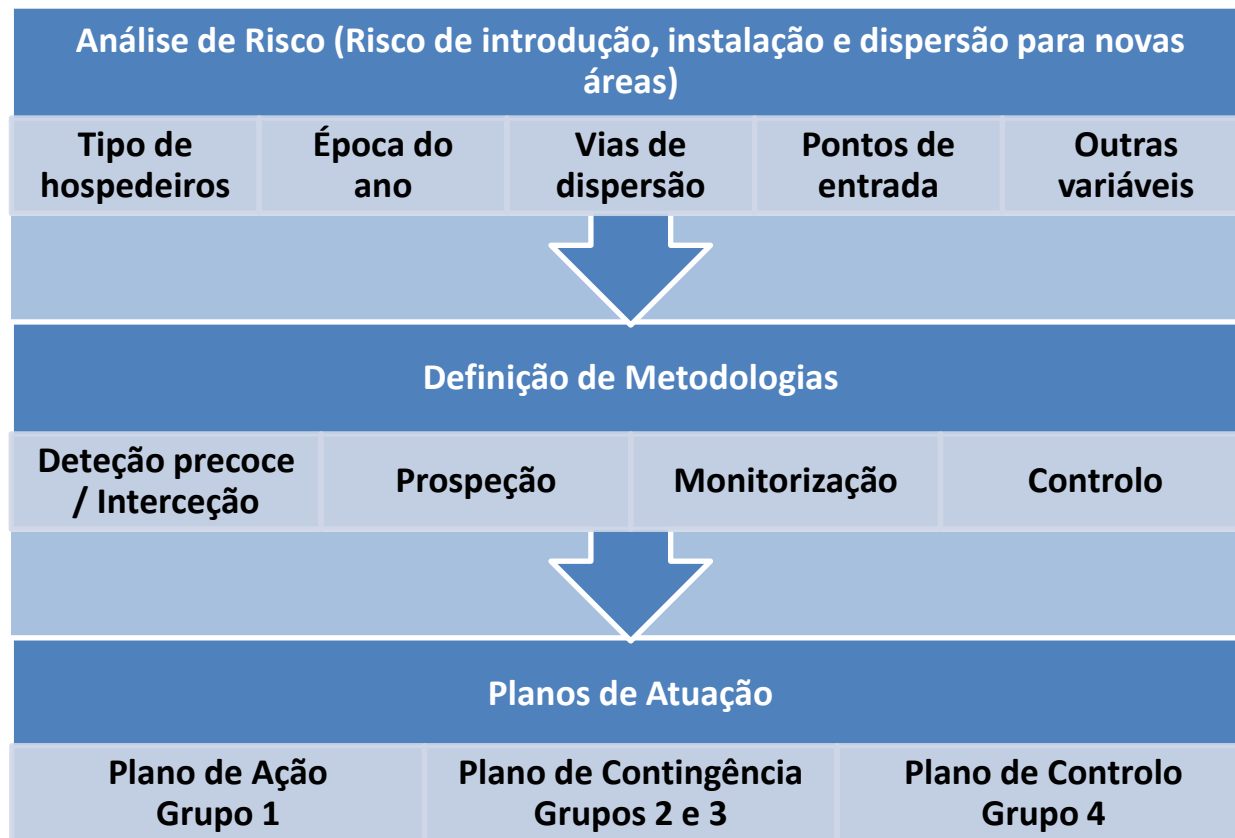 Análise de Risco (Risco de introdução, instalação e dispersão para novas
áreas)
Tipo de
hospedeiros
Época do
ano
Vias de
dispersão
Pontos de
entrada
Outras
variáveis
Definição de Metodologias
Deteção precoce
/ Interceção
Prospeção
Monitorização
Controlo
Planos de Atuação
Plano de Ação
Grupo 1
Plano de Contingência
Grupos 2 e 3
Plano de Controlo
Grupo 4